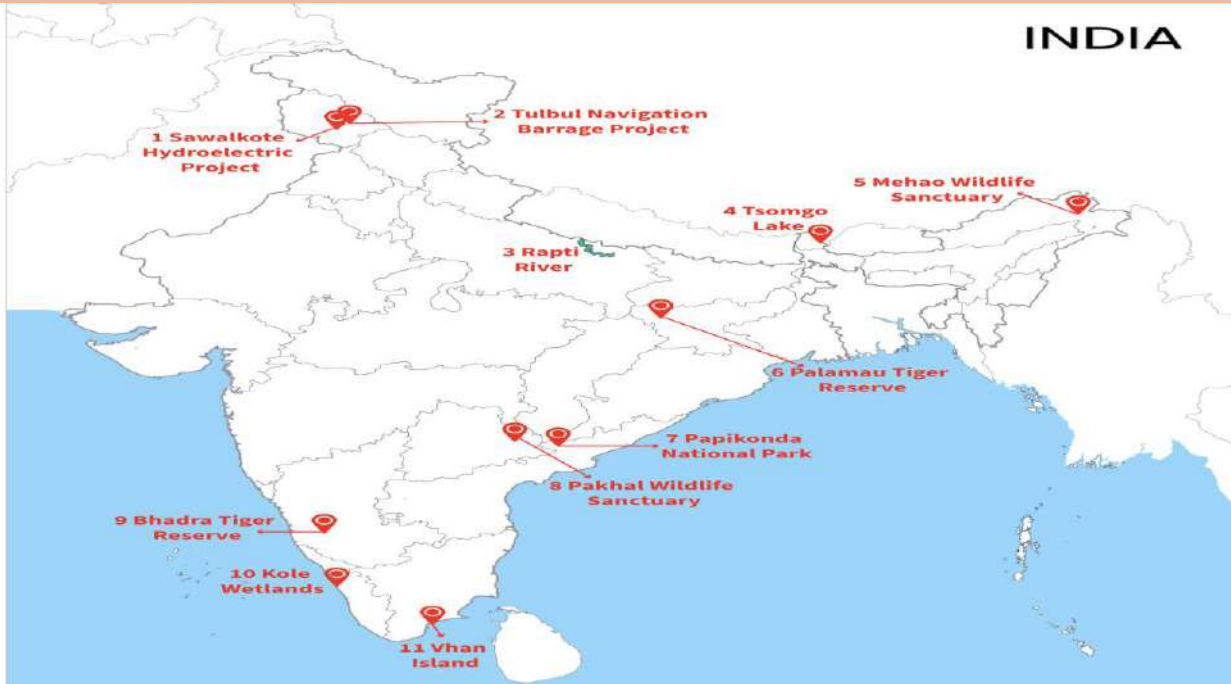 INDIA
1 Sawalkote
Hydroelectric
Project
2 Tulbul Navigation
Barrage Project
3 Rapti
River
4 Tsomgo
Lake
5 Mehao Wildlife
Sanctuary
6 Palamau Tiger
Reserve
7 Papikonda
National Park
8 Pakhal Wildlife
Sanctuary
9 Bhadra Tiger
Reserve
10 Kole
Wetlands
11 Vhan
Island